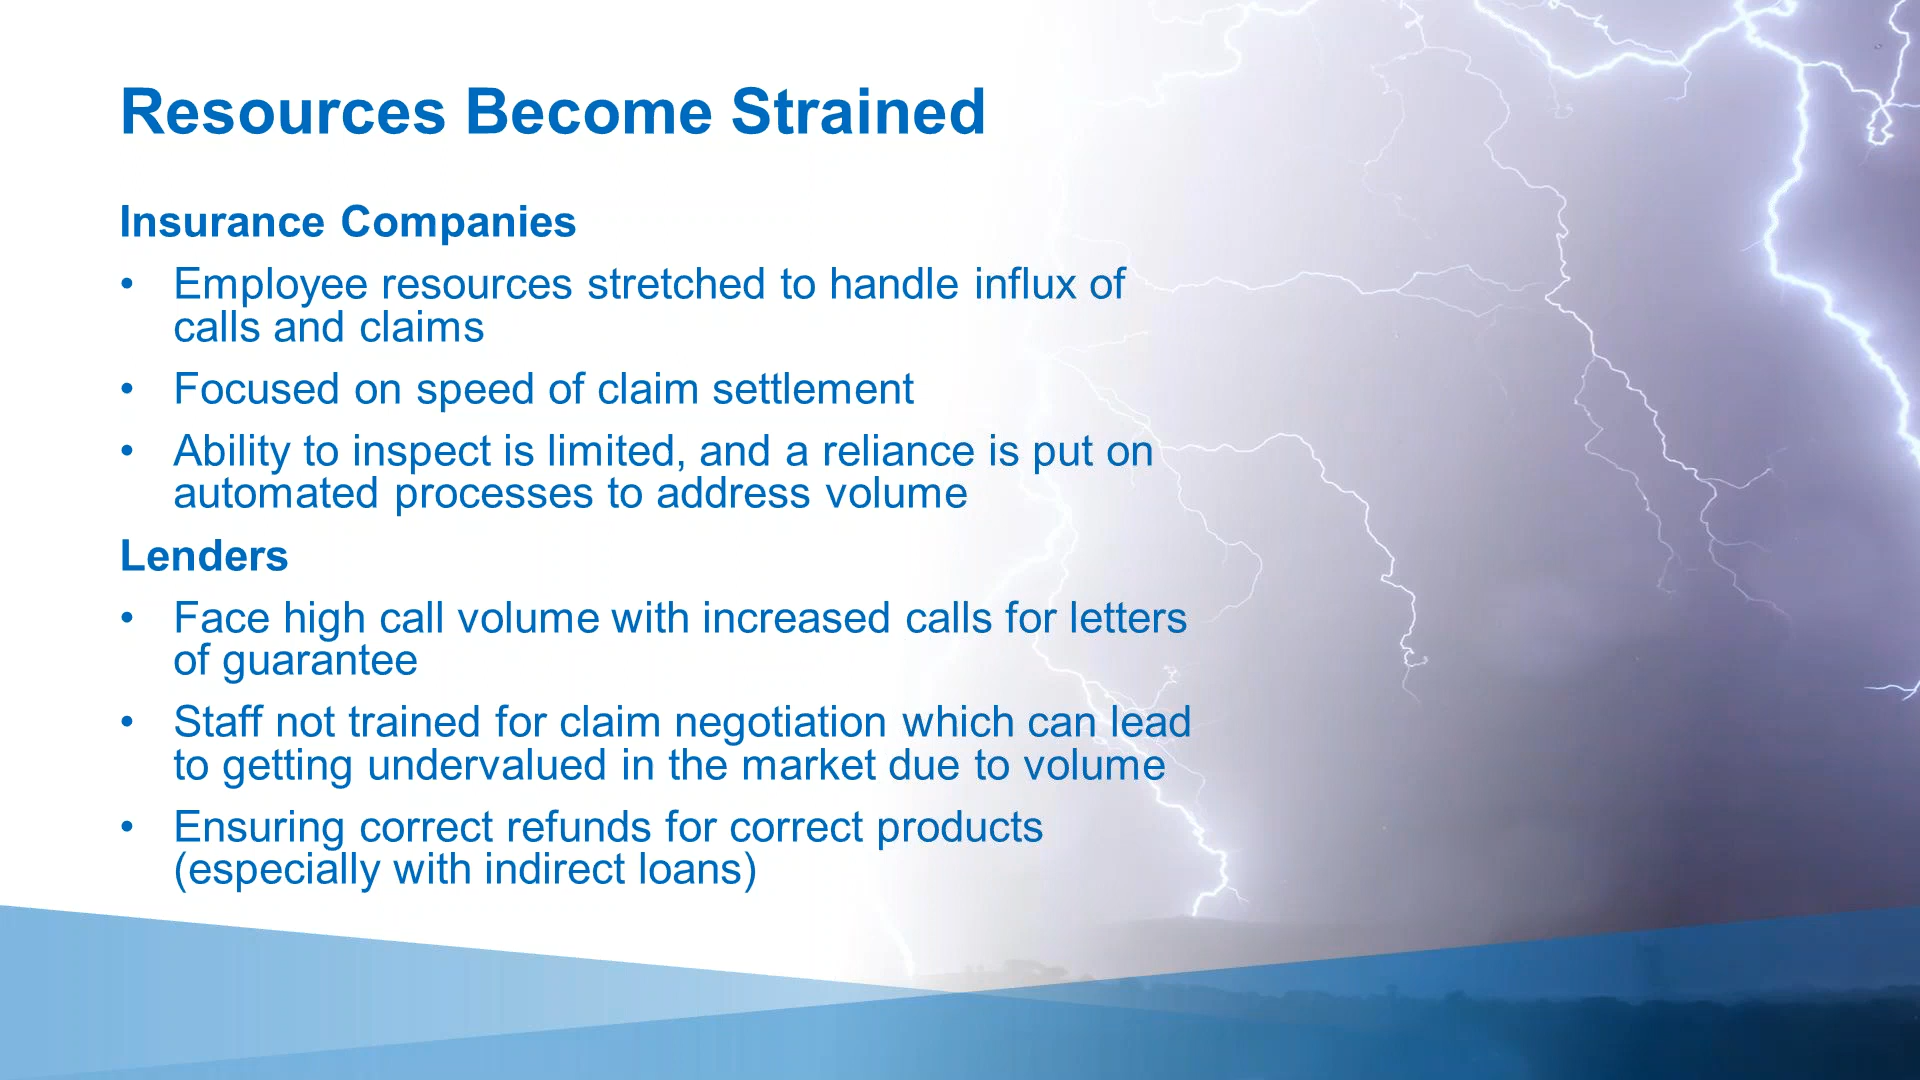 Resources Become Strained
Insurance Companies
• Employee resources stretched to handle influx of
calls and claims
• Focused on speed of claim settlement
• Ability to inspect is limited, and a reliance is put on
automated processes to address volume
Lenders
• Face high call volume with increased calls for letters
of guarantee
• Staff not trained for claim negotiation which can lead
to getting undervalued in the market due to volume
• Ensuring correct refunds for correct products
(especially with indirect loans)